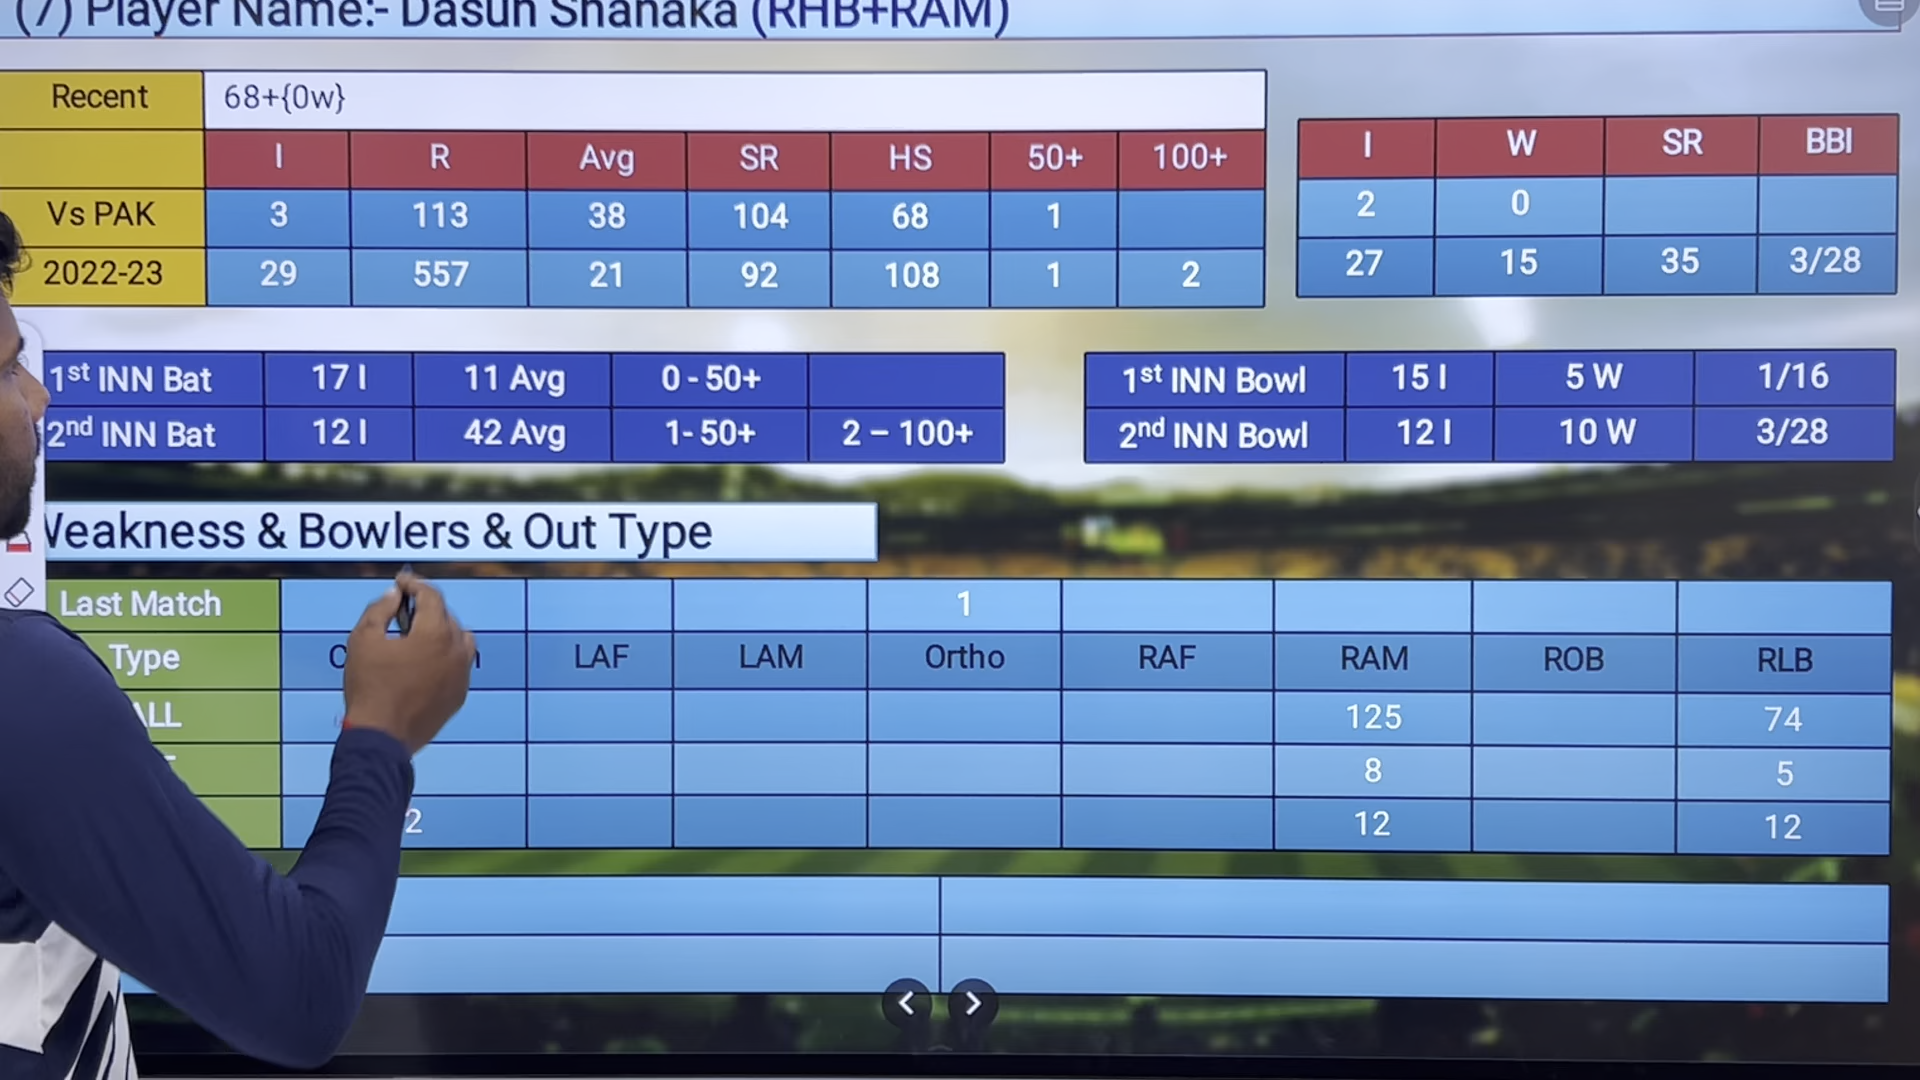 (7) Player Name:- Dasun Shanaka (RHB+RAM)
Recent 68+{0w}
I R Avg SR HS 50+ 100+
Vs PAK 3 113 38 104 68 1
2022-23 29 557 21 92 108 1 2
I W SR BBI
2 0
27 15 35 3/28
1st INN Bat 17 I 11 Avg 0 - 50+
2nd INN Bat 12 I 42 Avg 1- 50+ 2 – 100+
1st INN Bowl 15 I 5 W 1/16
2nd INN Bowl 12 I 10 W 3/28
Weakness & Bowlers & Out Type
Last Match 1
Type LAF LAM Ortho RAF RAM ROB RLB
125 74
8 5
2 12 12